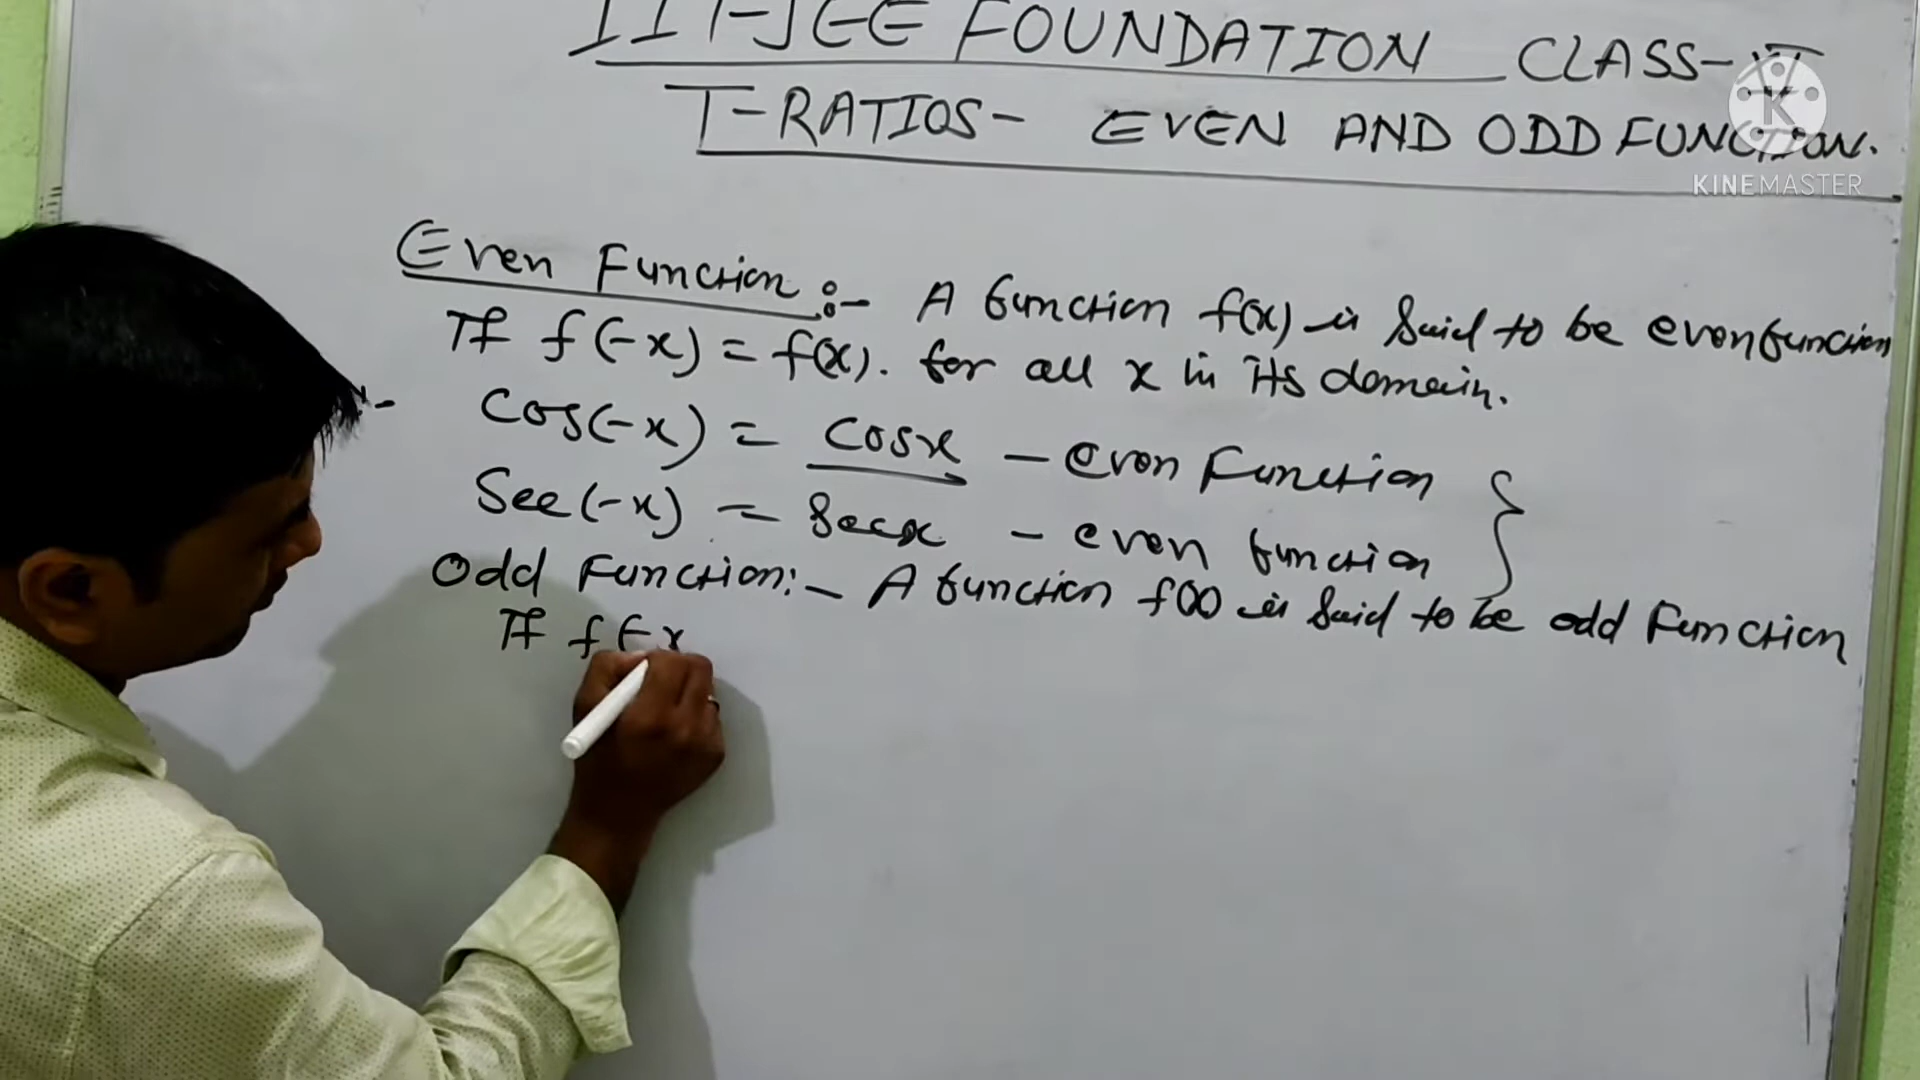 IIT-JEE FOUNDATION CLASS-
T-RATIOS- EVEN AND ODD FUNCTION.
K
KINEMASTER
Even Function :- A function f(x) is said to be even function
If f(-x) = f(x). for all x in its domain.
Cos(-x) = Cosx - even Function
Sec(-x) = Secx - even function
Odd Function:- A function f(x) is said to be odd Function
If f(-x